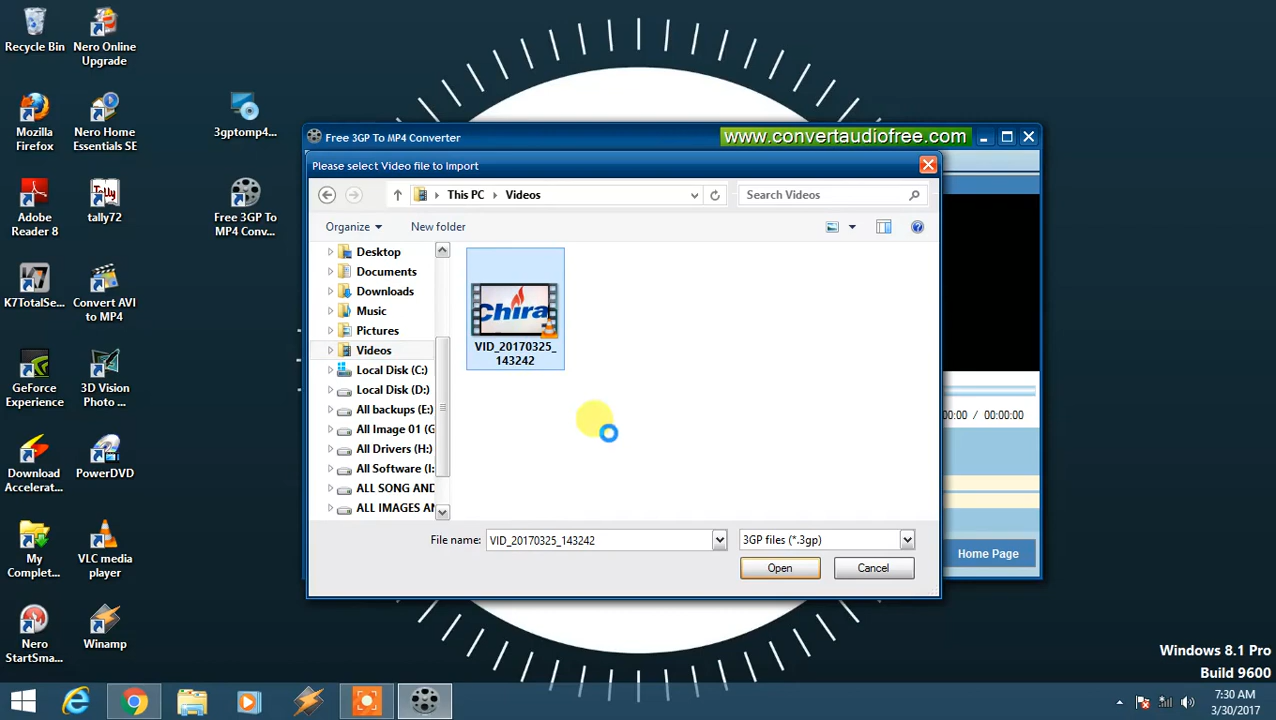 Recycle Bin
Nero Online
Upgrade
Mozilla
Firefox
Nero Home
Essentials SE
3gptomp4...
Adobe
Reader 8
tally72
Tally
Free 3GP To
MP4 Conv...
K7TotalSe...
Convert AVI
to MP4
GeForce
Experience
3D Vision
Photo ...
Download
Accelerat...
PowerDVD
My
Complet...
VLC media
player
Nero
StartSma...
Winamp
Free 3GP To MP4 Converter
www.convertaudiofree.com
Please select Video file to Import
This PC
Videos
Search Videos
Organize
New folder
Desktop
Documents
Downloads
Music
Pictures
Videos
Local Disk (C:)
Local Disk (D:)
All backups (E:)
All Image 01 (G
All Drivers (H:)
All Software (I:
ALL SONG AND
ALL IMAGES AN
Chira
VID_20170325_
143242
File name:
VID_20170325_143242
3GP files (*.3gp)
Open
Cancel
00:00 / 00:00:00
Home Page
Windows 8.1 Pro
Build 9600
7:30 AM
3/30/2017